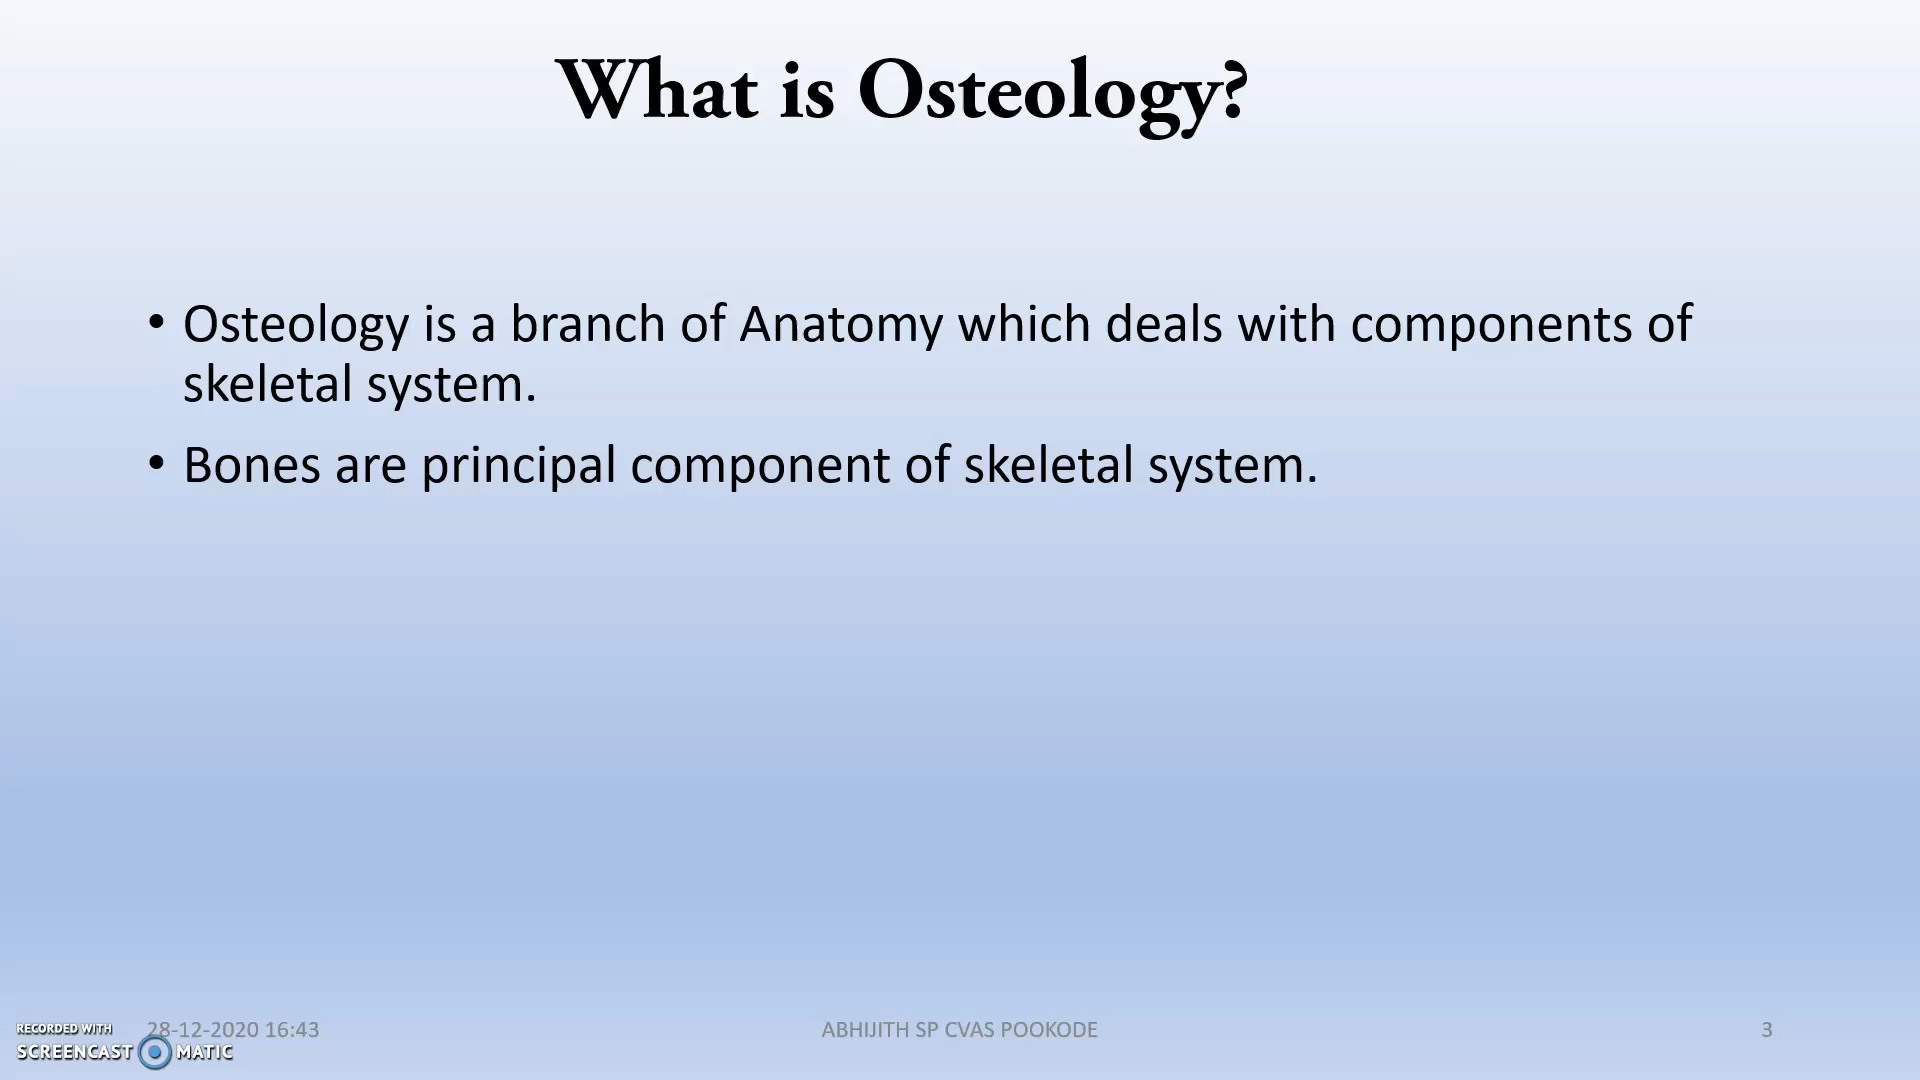 What is Osteology?
• Osteology is a branch of Anatomy which deals with components of
skeletal system.
• Bones are principal component of skeletal system.
RECORDED WITH
SCREENCAST MATIC
28-12-2020 16:43
ABHIJITH SP CVAS POOKODE
3